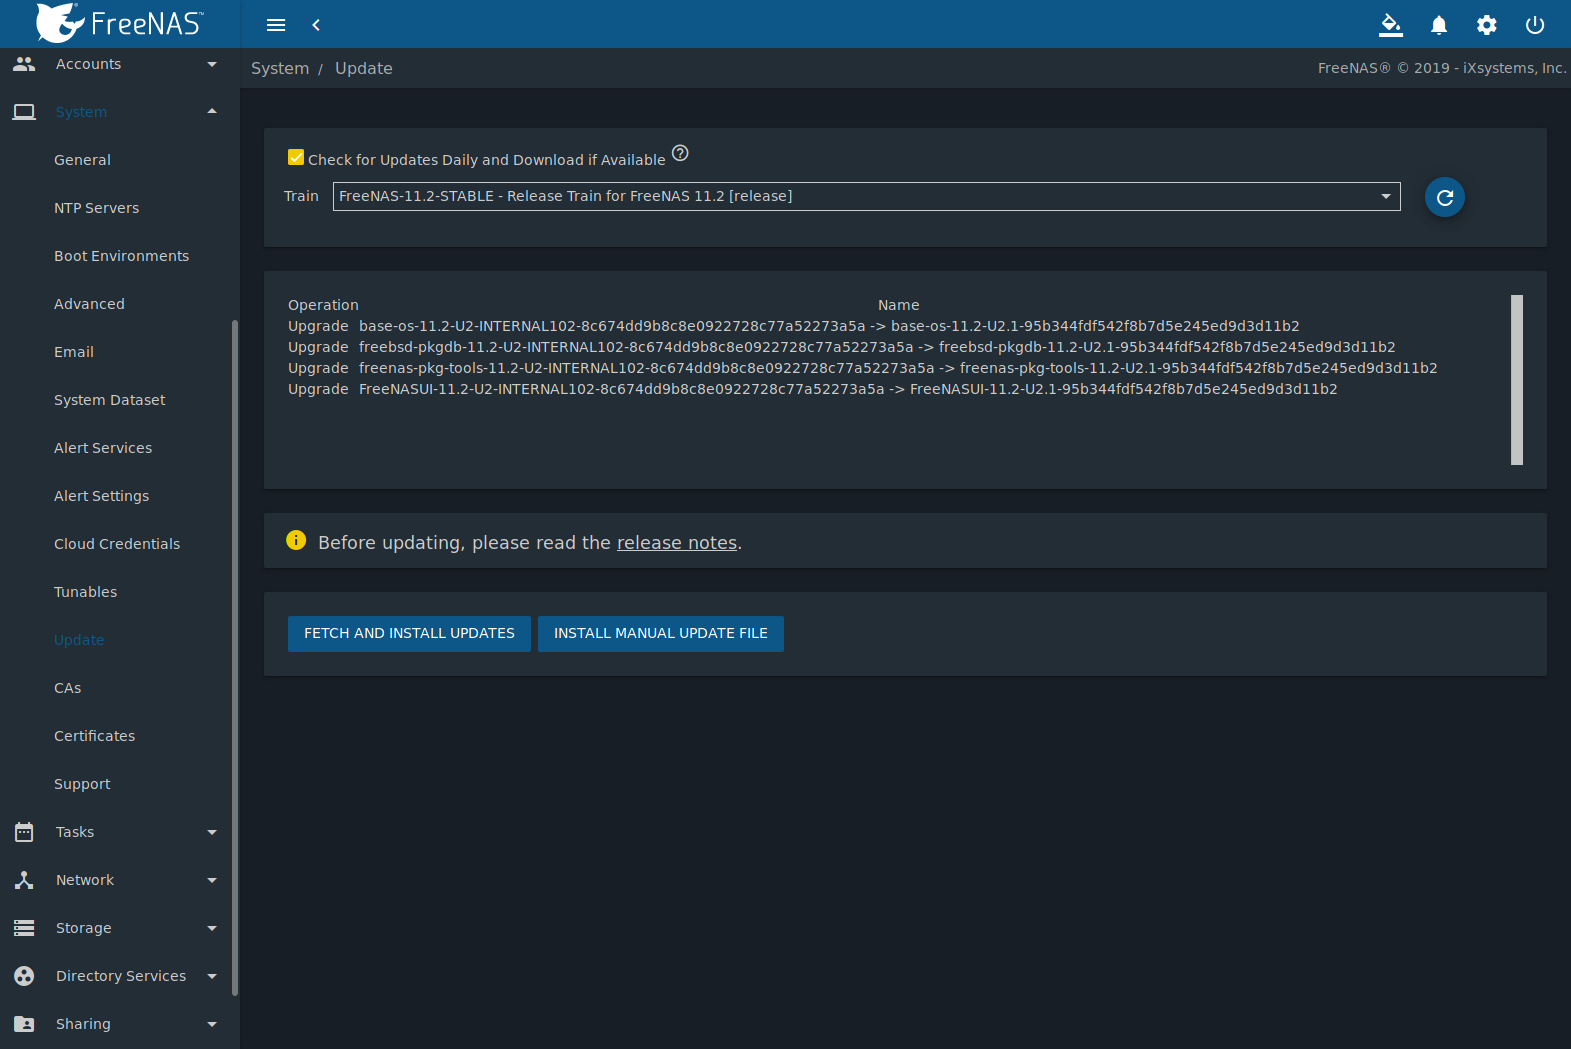 FreeNAS™
Accounts
System
General
NTP Servers
Boot Environments
Advanced
Email
System Dataset
Alert Services
Alert Settings
Cloud Credentials
Tunables
Update
CAs
Certificates
Support
Tasks
Network
Storage
Directory Services
Sharing
System / Update
FreeNAS® © 2019 - iXsystems, Inc.
Check for Updates Daily and Download if Available
Train FreeNAS-11.2-STABLE - Release Train for FreeNAS 11.2 [release]
Operation Name
Upgrade base-os-11.2-U2-INTERNAL102-8c674dd9b8c8e0922728c77a52273a5a -> base-os-11.2-U2.1-95b344fdf542f8b7d5e245ed9d3d11b2
Upgrade freebsd-pkgdb-11.2-U2-INTERNAL102-8c674dd9b8c8e0922728c77a52273a5a -> freebsd-pkgdb-11.2-U2.1-95b344fdf542f8b7d5e245ed9d3d11b2
Upgrade freenas-pkg-tools-11.2-U2-INTERNAL102-8c674dd9b8c8e0922728c77a52273a5a -> freenas-pkg-tools-11.2-U2.1-95b344fdf542f8b7d5e245ed9d3d11b2
Upgrade FreeNASUI-11.2-U2-INTERNAL102-8c674dd9b8c8e0922728c77a52273a5a -> FreeNASUI-11.2-U2.1-95b344fdf542f8b7d5e245ed9d3d11b2
Before updating, please read the release notes.
FETCH AND INSTALL UPDATES
INSTALL MANUAL UPDATE FILE